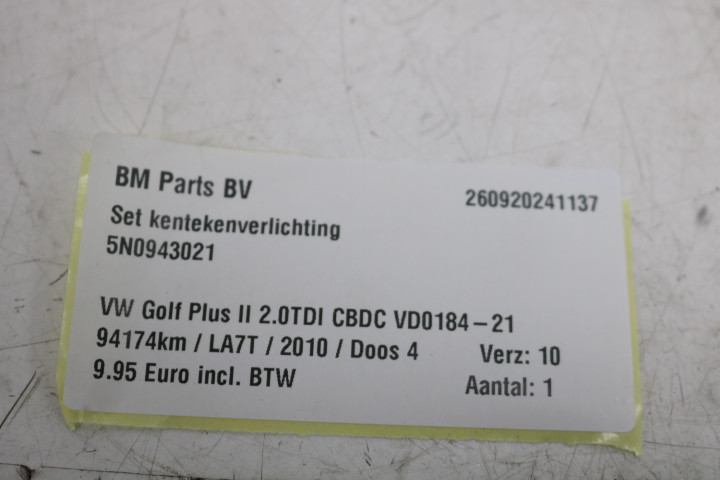 BM Parts BV 260920241137
Set kentekenverlichting
5N0943021
VW Golf Plus II 2.0TDI CBDC VD0184-21
94174km / LA7T / 2010 / Doos 4 Verz: 10
9.95 Euro incl. BTW Aantal: 1